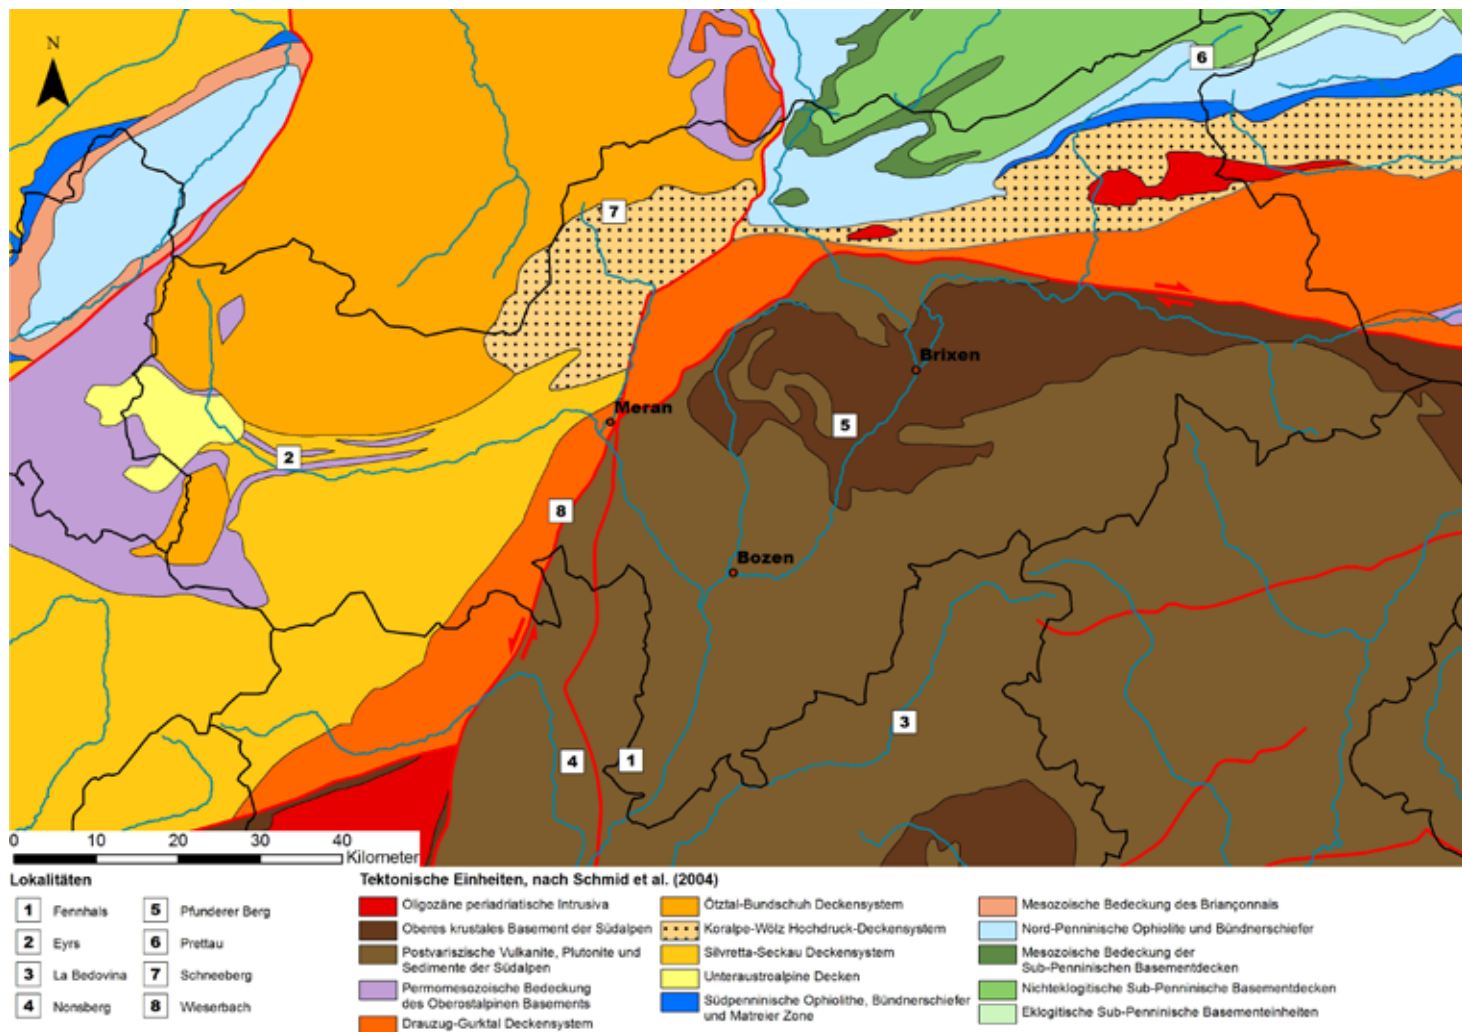 N
6
7
Brixen
Meran
5
2
8
Bozen
3
4
1
0 10 20 30 40
Kilometer
Lokalitäten
1 Fennhals
2 Eyrs
3 La Bedovina
4 Nonsberg
5 Pfunderer Berg
6 Prettau
7 Schneeberg
8 Wieserbach
Tektonische Einheiten, nach Schmid et al. (2004)
Oligozäne periadriatische Intrusiva
Oberes krustales Basement der Südalpen
Postvariszische Vulkanite, Plutonite und
Sedimente der Südalpen
Permomesozoische Bedeckung
des Oberostalpinen Basements
Drauzug-Gurktal Deckensystem
Ötztal-Bundschuh Deckensystem
Koralpe-Wölz Hochdruck-Deckensystem
Silvretta-Seckau Deckensystem
Unteraustroalpine Decken
Südpenninische Ophiolithe, Bündnerschiefer
und Matreier Zone
Mesozoische Bedeckung des Briançonnais
Nord-Penninische Ophiolite und Bündnerschiefer
Mesozoische Bedeckung der
Sub-Penninischen Basementdecken
Nichteklogitische Sub-Penninische Basementdecken
Eklogitische Sub-Penninische Basementeinheiten